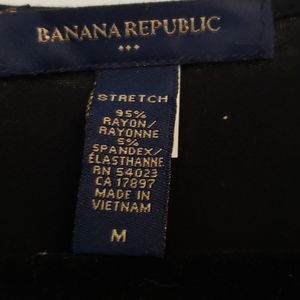 BANANA REPUBLIC
STRETCH
95%
RAYON/
RAYONNE
5%
SPANDEX/
ÉLASTHANNE
RN 54023
CA 17897
MADE IN
VIETNAM
M